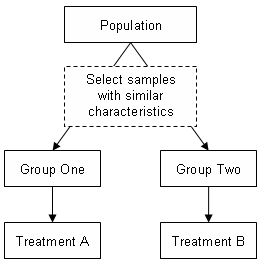 Population
Select samples
with similar
characteristics
Group One
Group Two
Treatment A
Treatment B